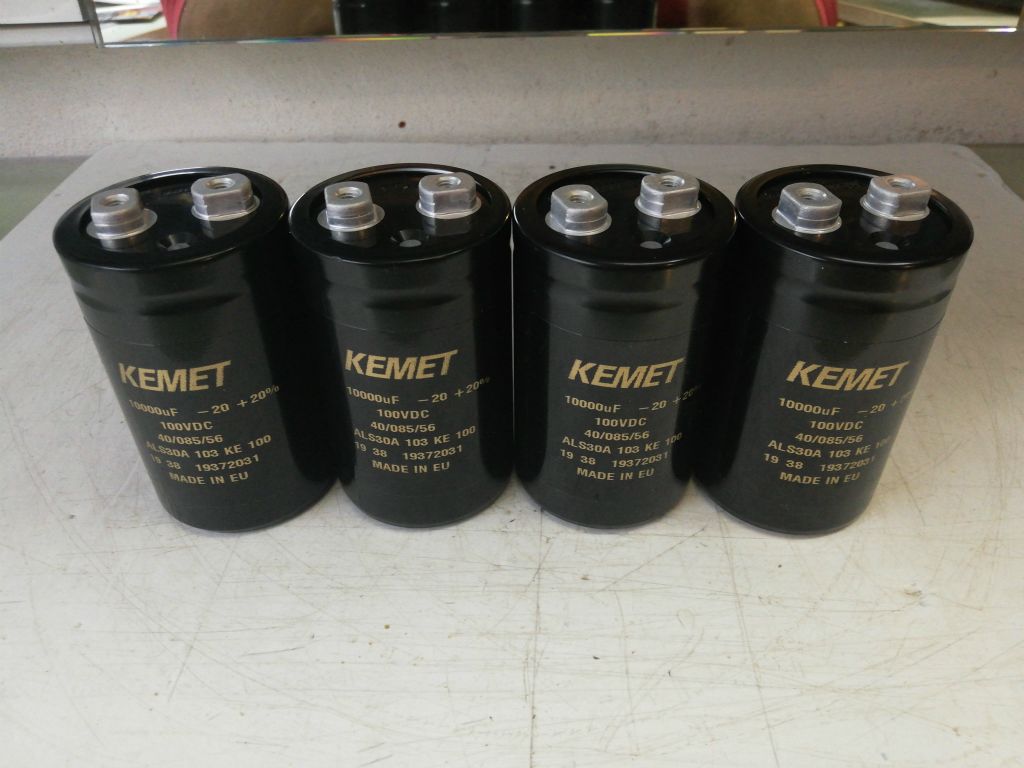 KEMET
10000uF -20 +20%
100VDC
40/085/56
ALS30A 103 KE 100
19 38 19372031
MADE IN EU
KEMET
10000uF -20 +20%
100VDC
40/085/56
ALS30A 103 KE 100
19 38 19372031
MADE IN EU
KEMET
10000uF -20 +20%
100VDC
40/085/56
ALS30A 103 KE 100
19 38 19372031
MADE IN EU
KEMET
10000uF -20 +20%
100VDC
40/085/56
ALS30A 103 KE 100
19 38 19372031
MADE IN EU